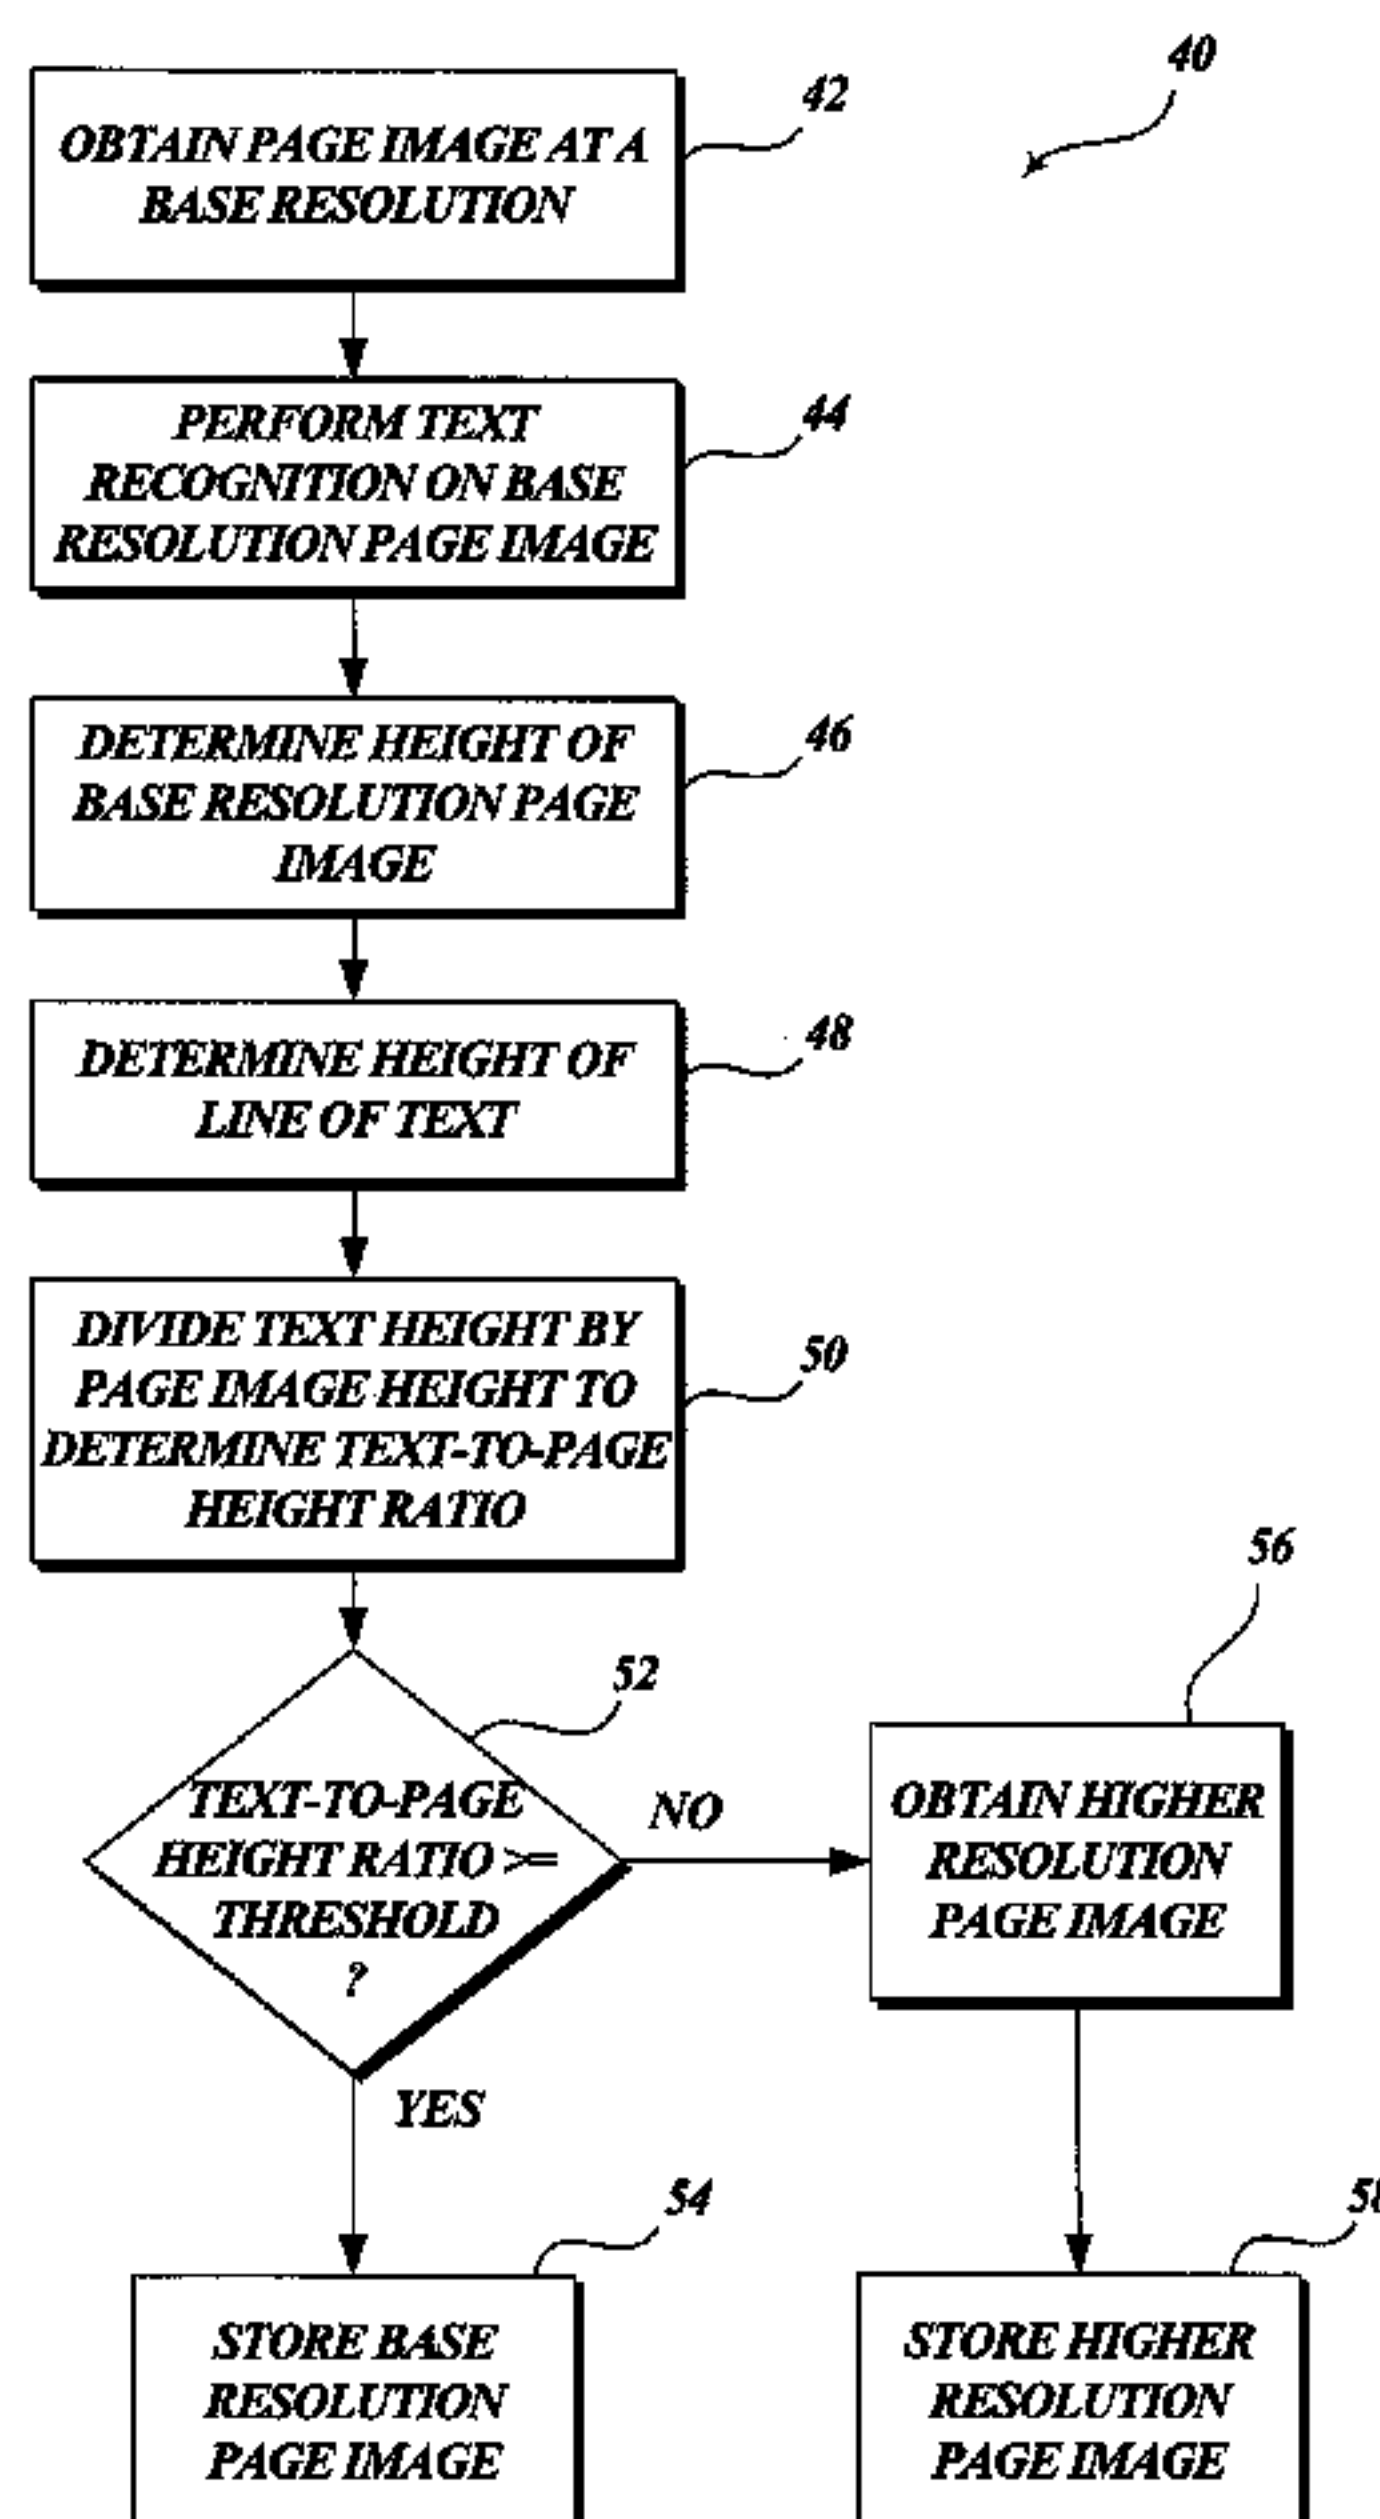 40
42
OBTAIN PAGE IMAGE AT A
BASE RESOLUTION
44
PERFORM TEXT
RECOGNITION ON BASE
RESOLUTION PAGE IMAGE
46
DETERMINE HEIGHT OF
BASE RESOLUTION PAGE
IMAGE
48
DETERMINE HEIGHT OF
LINE OF TEXT
50
DIVIDE TEXT HEIGHT BY
PAGE IMAGE HEIGHT TO
DETERMINE TEXT-TO-PAGE
HEIGHT RATIO
52
TEXT-TO-PAGE
HEIGHT RATIO >=
THRESHOLD
?
NO
YES
56
OBTAIN HIGHER
RESOLUTION
PAGE IMAGE
54
STORE BASE
RESOLUTION
PAGE IMAGE
STORE HIGHER
RESOLUTION
PAGE IMAGE